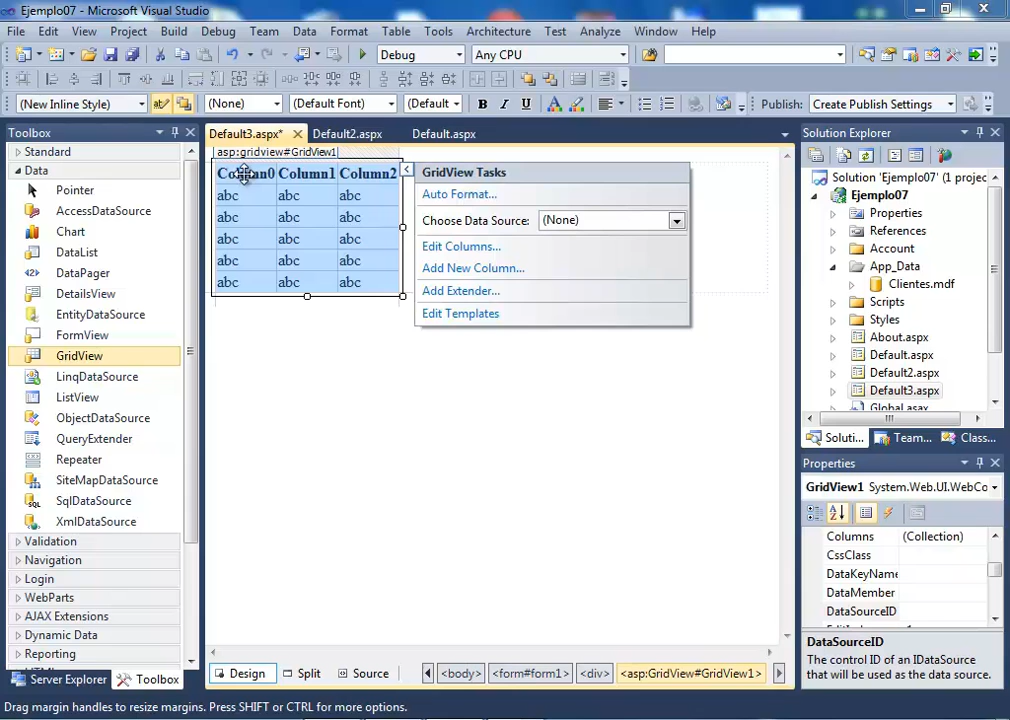 Ejemplo07 - Microsoft Visual Studio
File Edit View Project Build Debug Team Data Format Table Tools Architecture Test Analyze Window Help
Debug Any CPU
(New Inline Style) (None) (Default Font) (Default B I U A Publish: Create Publish Settings
Toolbox
Standard
Data
Pointer
AccessDataSource
Chart
DataList
DataPager
DetailsView
EntityDataSource
FormView
GridView
LinqDataSource
ListView
ObjectDataSource
QueryExtender
Repeater
SiteMapDataSource
SqlDataSource
XmlDataSource
Validation
Navigation
Login
WebParts
AJAX Extensions
Dynamic Data
Reporting
Server Explorer Toolbox
Default3.aspx* Default2.aspx Default.aspx
asp:gridview#GridView1
Column0 Column1 Column2
abc abc abc
abc abc abc
abc abc abc
abc abc abc
abc abc abc
GridView Tasks
Auto Format...
Choose Data Source: (None)
Edit Columns...
Add New Column...
Add Extender...
Edit Templates
Design Split Source <body> <form#form1> <div> <asp:GridView#GridView1>
Solution Explorer
Solution 'Ejemplo07' (1 projec
Ejemplo07
Properties
References
Account
App_Data
Clientes.mdf
Scripts
Styles
About.aspx
Default.aspx
Default2.aspx
Default3.aspx
Global.asax
Soluti... Team... Class...
Properties
GridView1 System.Web.UI.WebCo
Columns (Collection)
CssClass
DataKeyName
DataMember
DataSourceID
DataSourceID
The control ID of an IDataSource
that will be used as the data source.
Drag margin handles to resize margins. Press SHIFT or CTRL for more options.